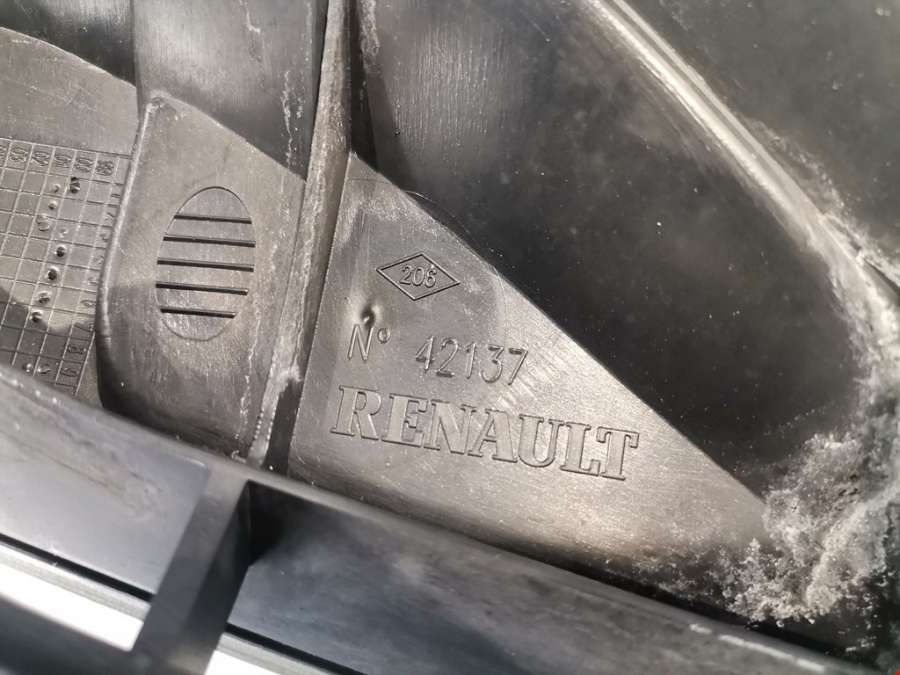 206
N° 42137
RENAULT